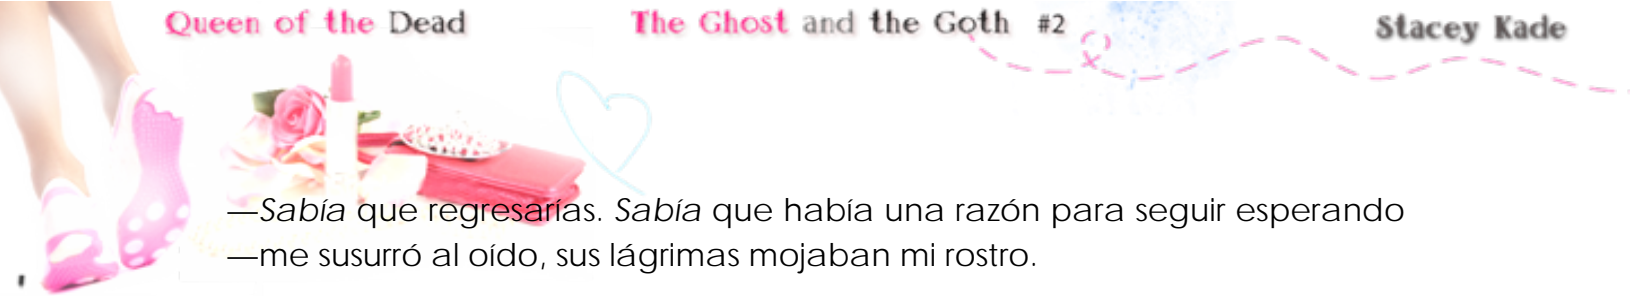 Queen of the Dead The Ghost and the Goth #2 Stacey Kade
—Sabía que regresarías. Sabía que había una razón para seguir esperando
—me susurró al oído, sus lágrimas mojaban mi rostro.